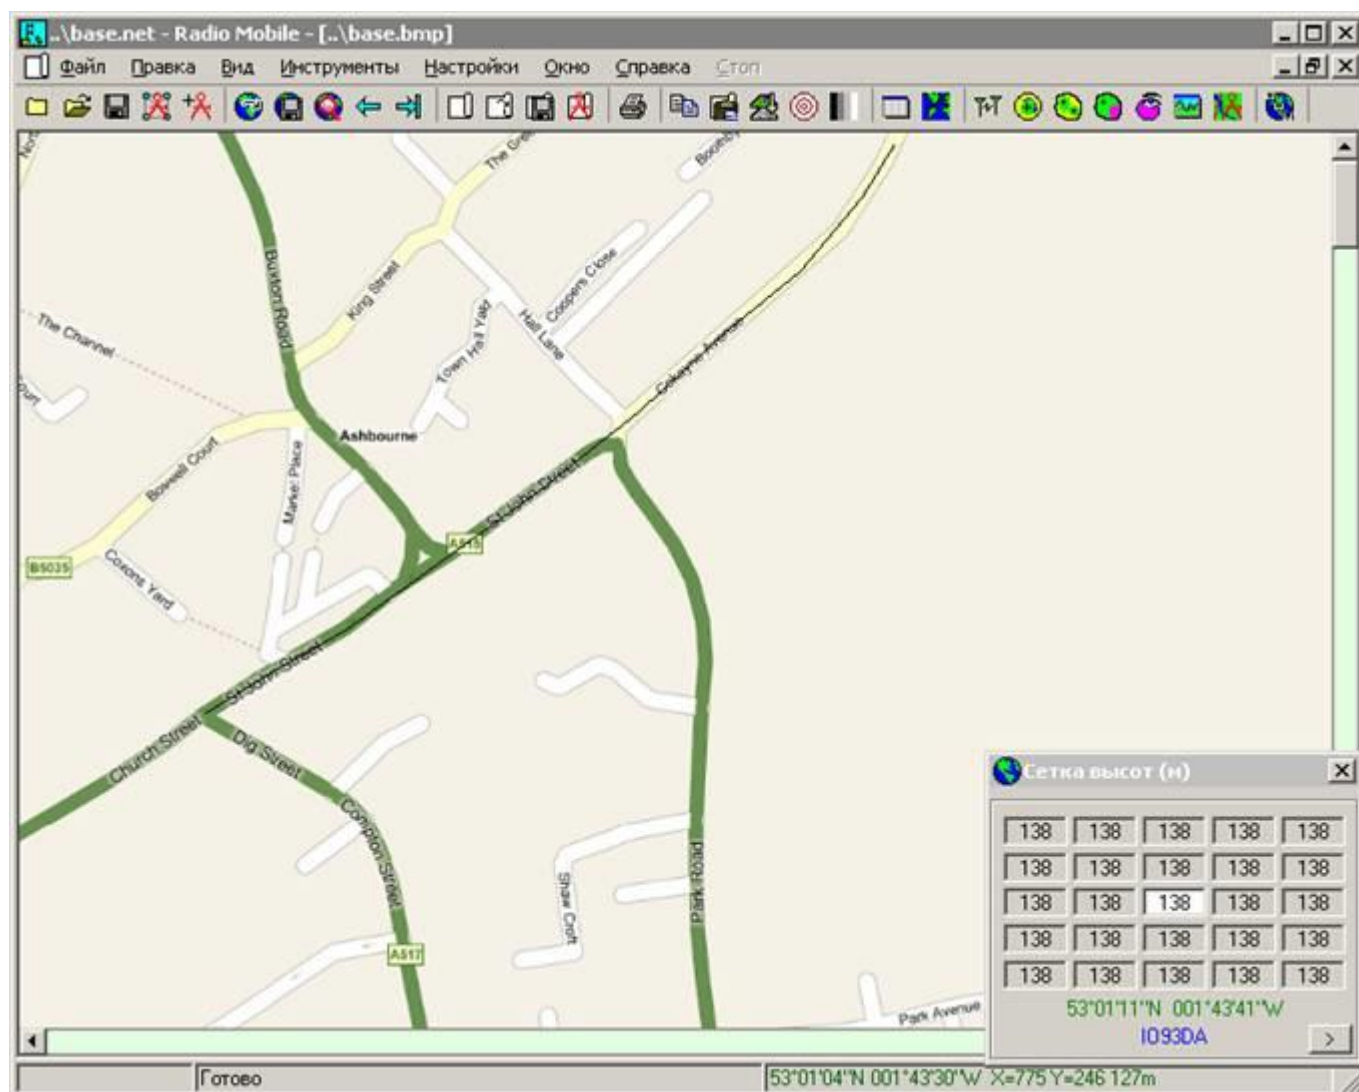 ..\base.net - Radio Mobile - [..\base.bmp]
Файл Правка Вид Инструменты Настройки Окно Справка Стоп
The Gree
Buxton Road
King Street
Coopers Close
Town Hall Yard
Hall Lane
The Channel
Cokayne Avenue
Ashbourne
Boswell Court
Market Place
St John Street
A515
B5035
Coxons Yard
St John Street
Church Street
Dig Street
Compton Street
Shaw Croft
Park Road
A517
Park Avenue
Сетка высот (м)
138 138 138 138 138
138 138 138 138 138
138 138 138 138 138
138 138 138 138 138
138 138 138 138 138
53°01'11"N 001°43'41"W
IO93DA
>
Готово
53°01'04"N 001°43'30"W X=775 Y=246 127m